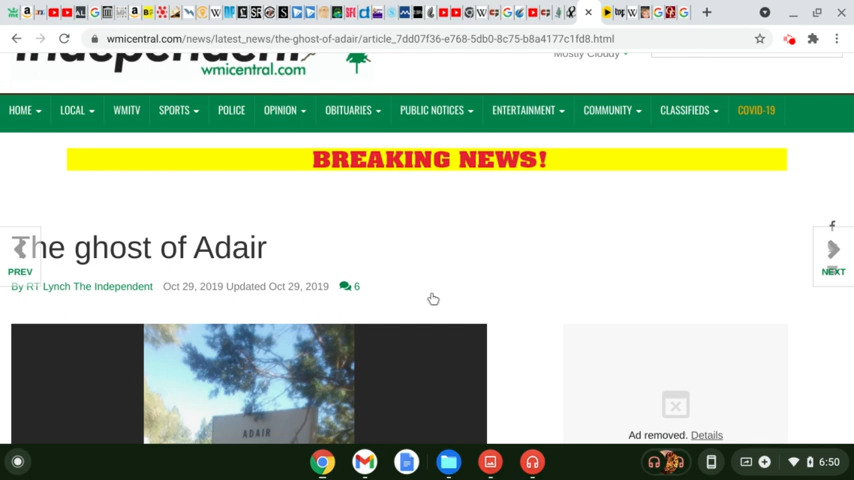 wmicentral.com/news/latest_news/the-ghost-of-adair/article_7dd07f36-e768-5db0-8c75-b8a4177c1fd8.html
Independent
wmicentral.com
Mostly Cloudy
HOME LOCAL WMITV SPORTS POLICE OPINION OBITUARIES PUBLIC NOTICES ENTERTAINMENT COMMUNITY CLASSIFIEDS COVID-19
BREAKING NEWS!
The ghost of Adair
PREV
NEXT
By RT Lynch The Independent Oct 29, 2019 Updated Oct 29, 2019 6
ADAIR
Ad removed. Details
6:50